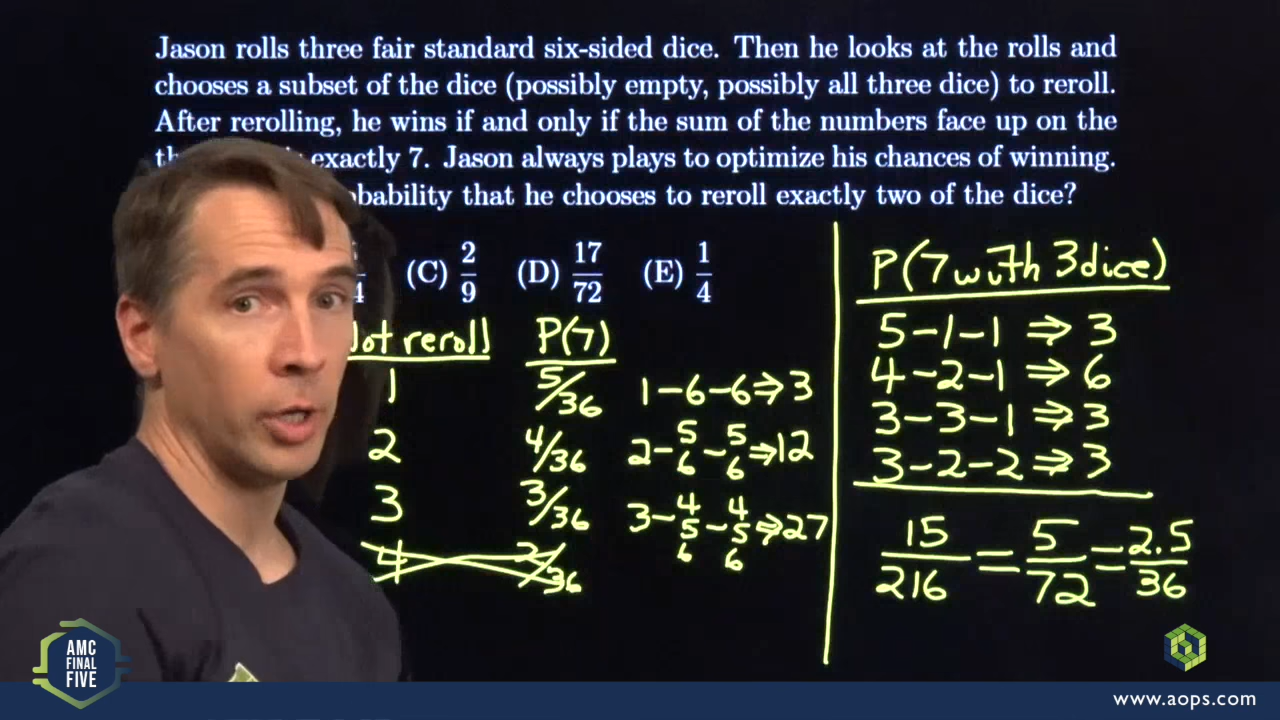 Jason rolls three fair standard six-sided dice. Then he looks at the rolls and
chooses a subset of the dice (possibly empty, possibly all three dice) to reroll.
After rerolling, he wins if and only if the sum of the numbers face up on the
exactly 7. Jason always plays to optimize his chances of winning.
that he chooses to reroll exactly two of the dice?
4 (C) 2/9 (D) 17/72 (E) 1/4
P(7 with 3 dice)
reroll P(7)
5-1-1 ⇒ 3
1 5/36 1-6-6 ⇒ 3
4-2-1 ⇒ 6
2 4/36 2-5/6-5/6 ⇒ 12
3-3-1 ⇒ 3
3-2-2 ⇒ 3
3 3/36 3-4/5/6-4/5/6 ⇒ 27
4 2/36
15/216 = 5/72 = 2.5/36
AMC
FINAL
FIVE
www.aops.com